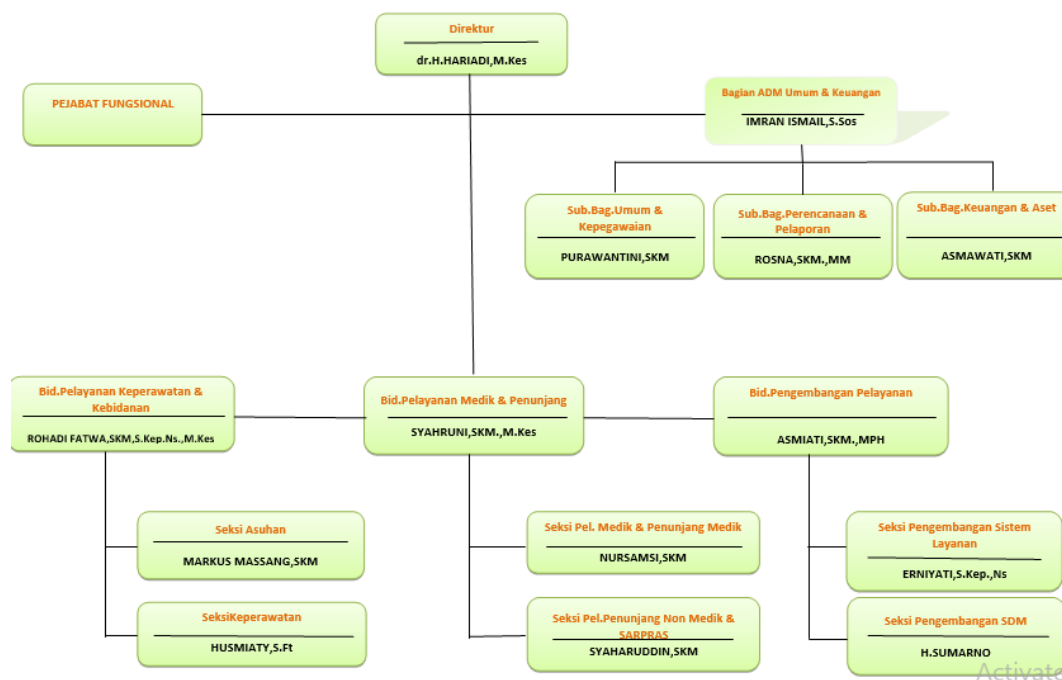 Direktur
dr.H.HARIADI,M.Kes
PEJABAT FUNGSIONAL
Bagian ADM Umum & Keuangan
IMRAN ISMAIL,S.Sos
Sub.Bag.Umum &
Kepegawaian
PURAWANTINI,SKM
Sub.Bag.Perencanaan &
Pelaporan
ROSNA,SKM.,MM
Sub.Bag.Keuangan & Aset
ASMAWATI,SKM
Bid.Pelayanan Keperawatan &
Kebidanan
ROHADI FATWA,SKM,S.Kep.Ns.,M.Kes
Bid.Pelayanan Medik & Penunjang
SYAHRUNI,SKM.,M.Kes
Bid.Pengembangan Pelayanan
ASMIATI,SKM.,MPH
Seksi Asuhan
MARKUS MASSANG,SKM
SeksiKeperawatan
HUSMIATY,S.Ft
Seksi Pel. Medik & Penunjang Medik
NURSAMSI,SKM
Seksi Pel.Penunjang Non Medik &
SARPRAS
SYAHARUDDIN,SKM
Seksi Pengembangan Sistem
Layanan
ERNIYATI,S.Kep.,Ns
Seksi Pengembangan SDM
H.SUMARNO
Activate